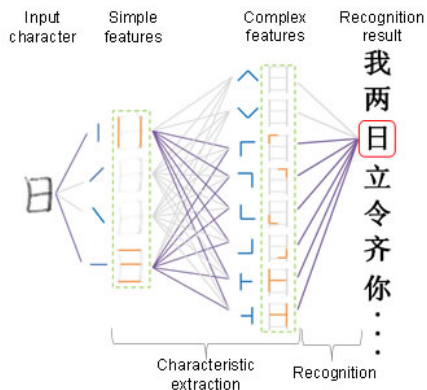 Input character
Simple features
Complex features
Recognition result
日
我
两
日
立
令
齐
你
Characteristic extraction
Recognition